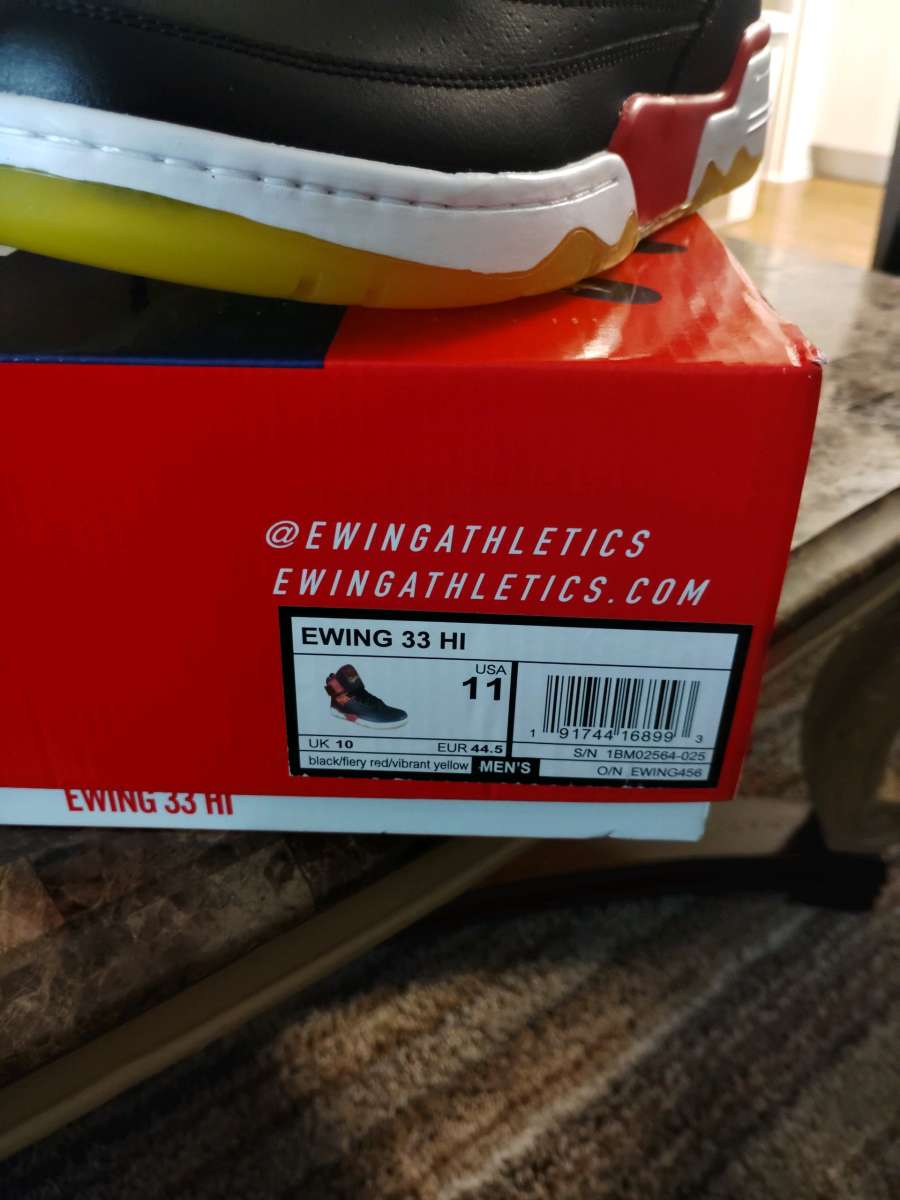 @EWINGATHLETICS
EWINGATHLETICS.COM
EWING 33 HI
USA
11
UK 10
EUR 44.5
black/fiery red/vibrant yellow
MEN'S
1 91744 16899 3
S/N 1BM02564-025
O/N EWING456
EWING 33 HI